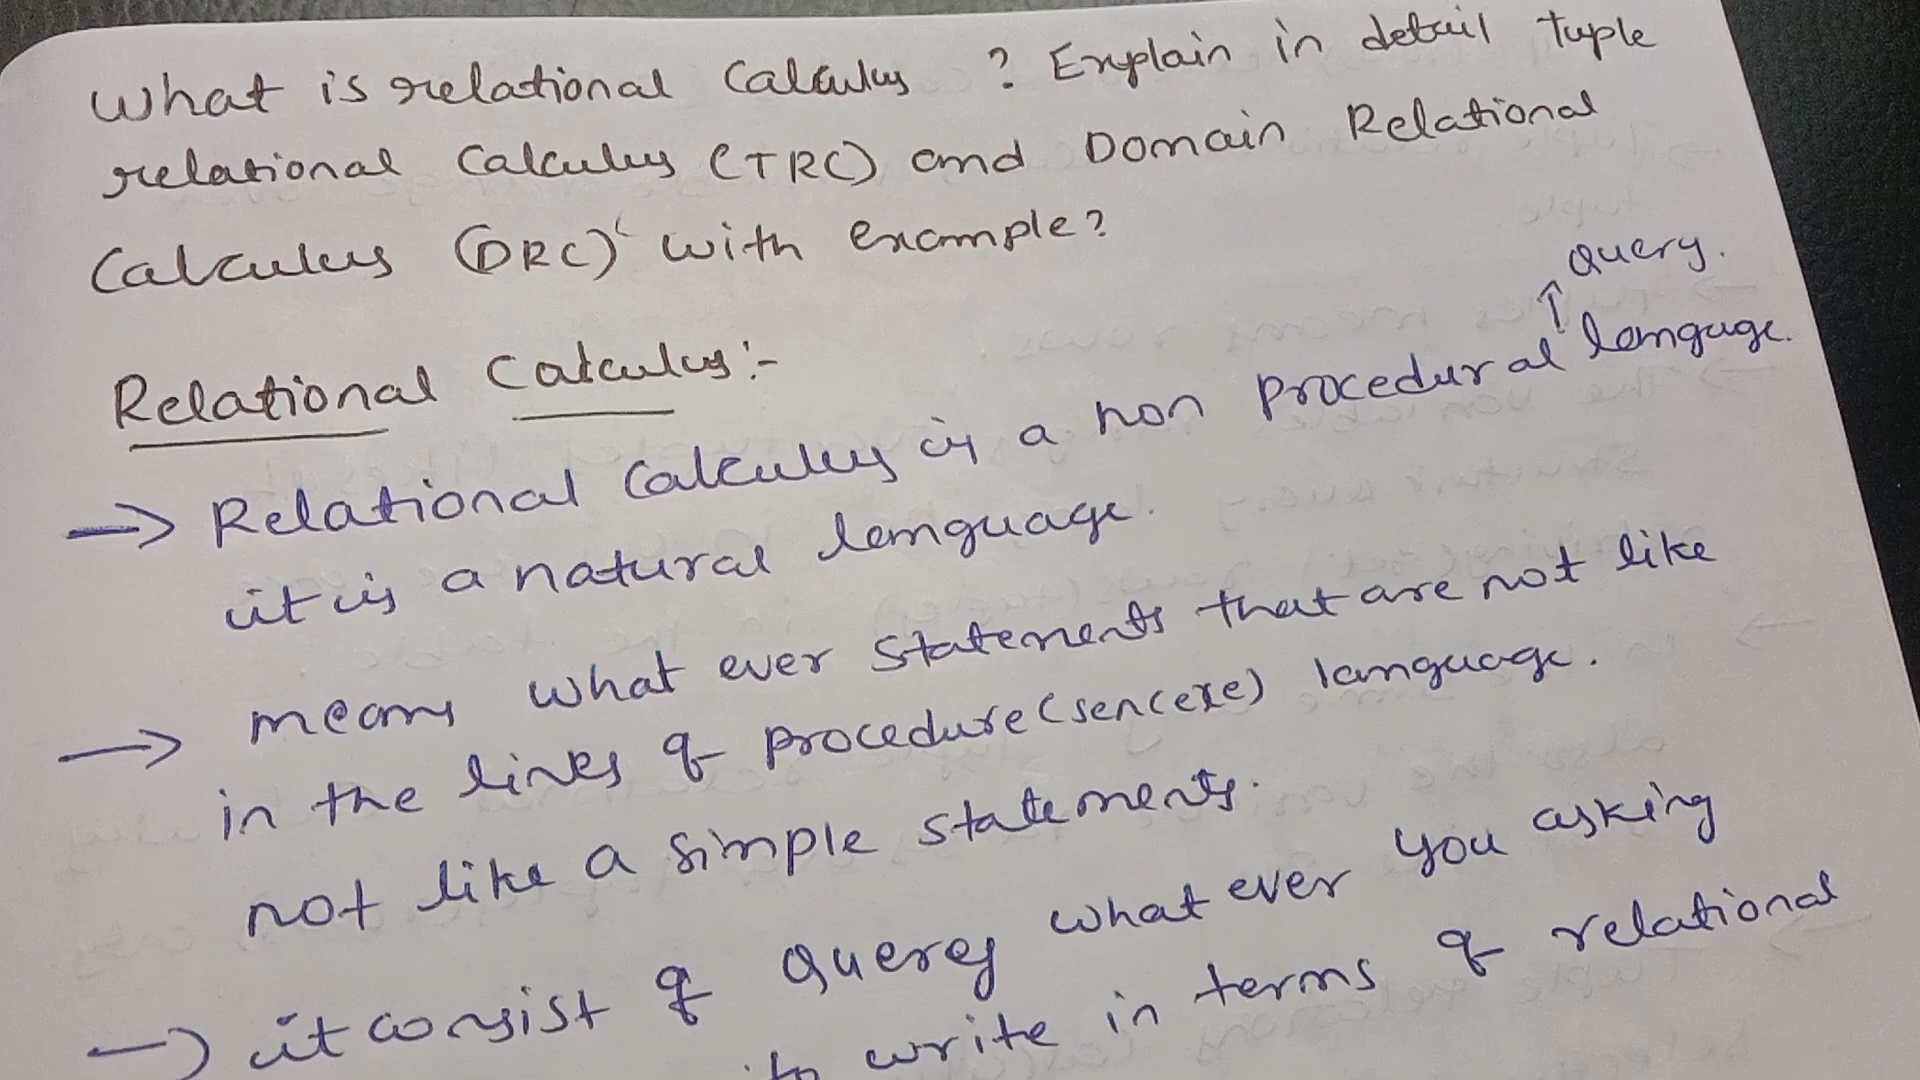 What is relational Calculus ? Explain in detail tuple
relational Calculus (TRC) and Domain Relational
Calculus (DRC) with example?
Relational Calculus:-
→ Relational Calculus is a non procedural ↑ query. language.
it is a natural language.
→ means what ever statements that are not like
in the lines of procedure (sencexe) language.
not like a simple statements.
→ it consist of query what ever you asking
to write in terms of relational